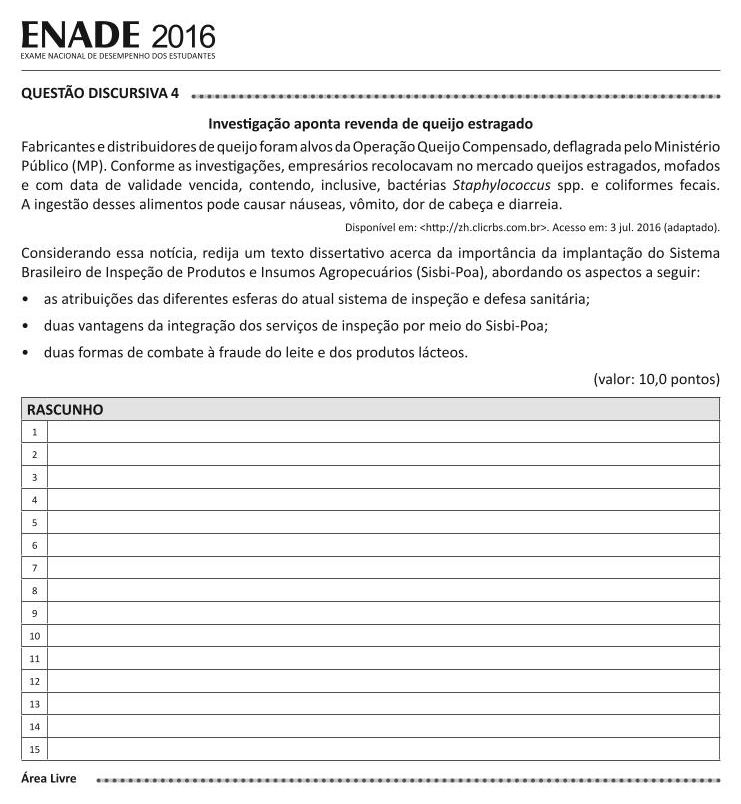 ENADE 2016
EXAME NACIONAL DE DESEMPENHO DOS ESTUDANTES
QUESTÃO DISCURSIVA 4
Investigação aponta revenda de queijo estragado
Fabricantes e distribuidores de queijo foram alvos da Operação Queijo Compensado, deflagrada pelo Ministério
Público (MP). Conforme as investigações, empresários recolocavam no mercado queijos estragados, mofados
e com data de validade vencida, contendo, inclusive, bactérias Staphylococcus spp. e coliformes fecais.
A ingestão desses alimentos pode causar náuseas, vômito, dor de cabeça e diarreia.
Disponível em: <http://zh.clicrbs.com.br>. Acesso em: 3 jul. 2016 (adaptado).
Considerando essa notícia, redija um texto dissertativo acerca da importância da implantação do Sistema
Brasileiro de Inspeção de Produtos e Insumos Agropecuários (Sisbi-Poa), abordando os aspectos a seguir:
• as atribuições das diferentes esferas do atual sistema de inspeção e defesa sanitária;
• duas vantagens da integração dos serviços de inspeção por meio do Sisbi-Poa;
• duas formas de combate à fraude do leite e dos produtos lácteos.
(valor: 10,0 pontos)
RASCUNHO
1
2
3
4
5
6
7
8
9
10
11
12
13
14
15
Área Livre